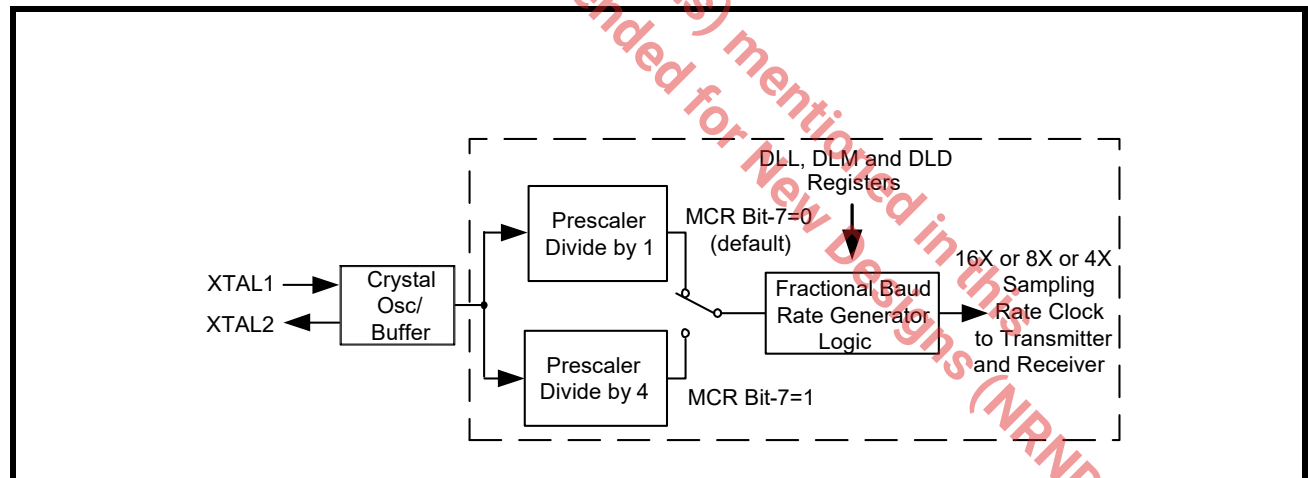 s) mentioned in this
ended for New Designs (NRND
DLL, DLM and DLD
Registers
Prescaler
Divide by 1
MCR Bit-7=0
(default)
XTAL1
XTAL2
Crystal
Osc/
Buffer
Fractional Baud
Rate Generator
Logic
16X or 8X or 4X
Sampling
Rate Clock
to Transmitter
and Receiver
Prescaler
Divide by 4
MCR Bit-7=1